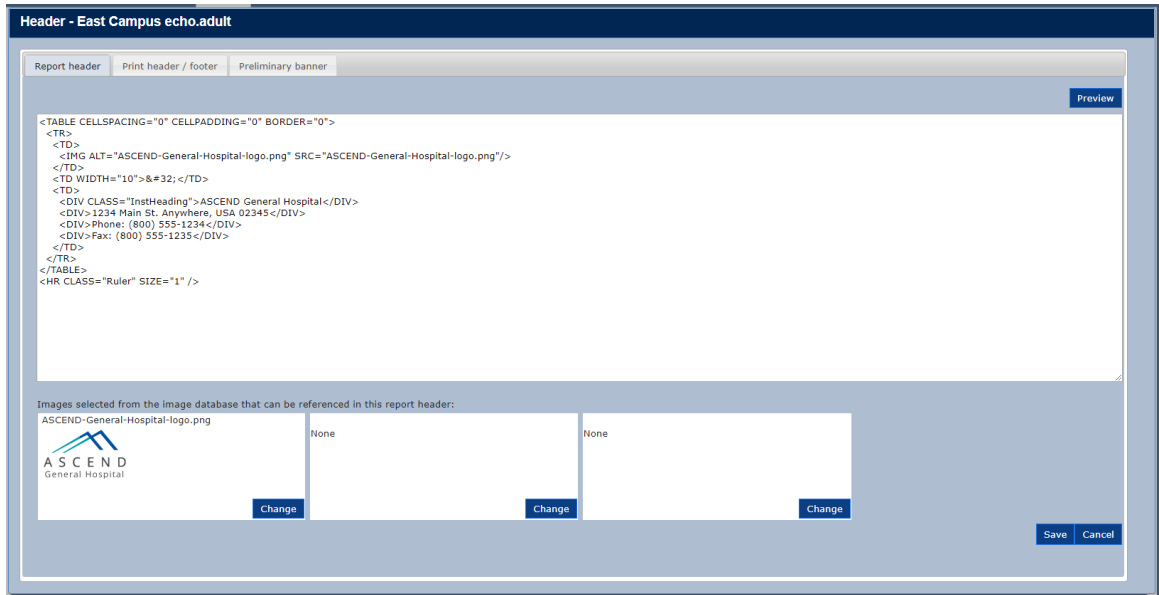 Header - East Campus echo.adult
Report header Print header / footer Preliminary banner
Preview
<TABLE CELLSPACING="0" CELLPADDING="0" BORDER="0">
<TR>
<TD>
<IMG ALT="ASCEND-General-Hospital-logo.png" SRC="ASCEND-General-Hospital-logo.png"/>
</TD>
<TD WIDTH="10">&#32;</TD>
<TD>
<DIV CLASS="InstHeading">ASCEND General Hospital</DIV>
<DIV>1234 Main St. Anywhere, USA 02345</DIV>
<DIV>Phone: (800) 555-1234</DIV>
<DIV>Fax: (800) 555-1235</DIV>
</TD>
</TR>
</TABLE>
<HR CLASS="Ruler" SIZE="1" />
Images selected from the image database that can be referenced in this report header:
ASCEND-General-Hospital-logo.png
None None
ASCEND
General Hospital
Change Change Change
Save Cancel